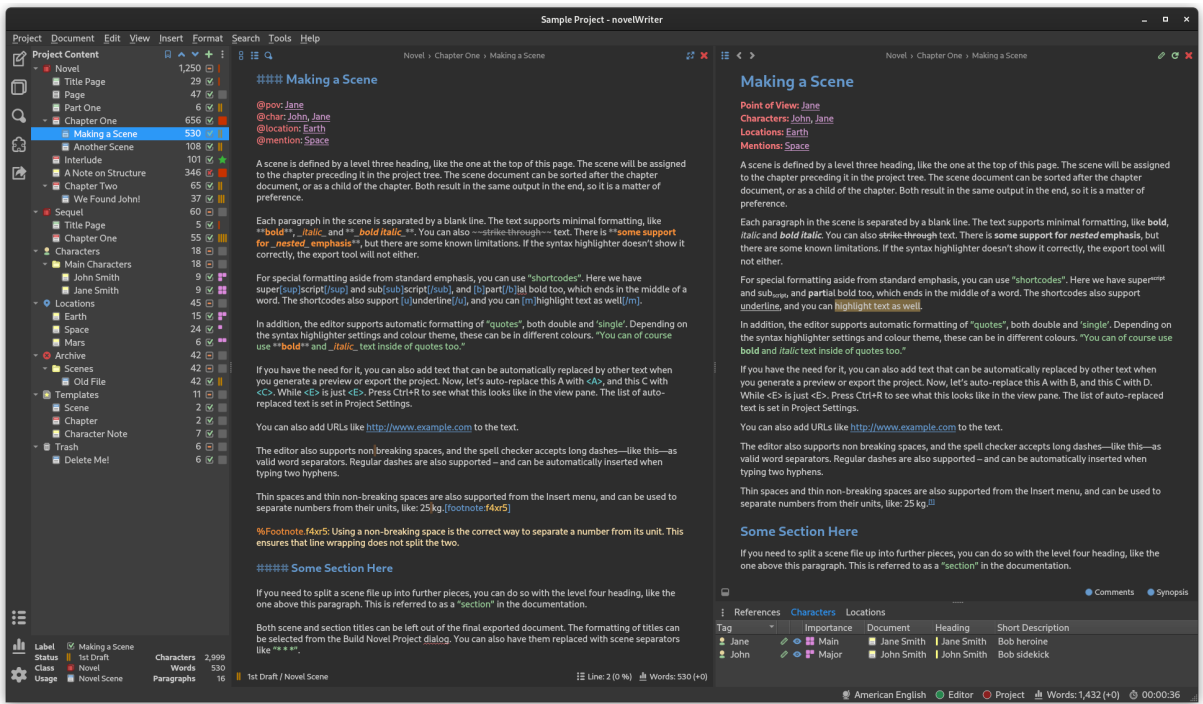 Sample Project - novelWriter
Project Document Edit View Insert Format Search Tools Help
Project Content
Novel 1,250
Title Page 29
Page 47
Part One 6
Chapter One 656
Making a Scene 530
Another Scene 108
Interlude 101
A Note on Structure 346
Chapter Two 65
We Found John! 37
Sequel 60
Title Page 5
Chapter One 55
Characters 18
Main Characters 18
John Smith 9
Jane Smith 9
Locations 45
Earth 15
Space 24
Mars 6
Archive 42
Scenes 42
Old File 42
Templates 11
Scene 2
Chapter 2
Character Note 7
Trash 6
Delete Me! 6
Label Making a Scene
Status 1st Draft Characters 2,999
Class Novel Words 530
Usage Novel Scene Paragraphs 16
Novel › Chapter One › Making a Scene
### Making a Scene
@pov: Jane
@char: John, Jane
@location: Earth
@mention: Space
A scene is defined by a level three heading, like the one at the top of this page. The scene will be assigned
to the chapter preceding it in the project tree. The scene document can be sorted after the chapter
document, or as a child of the chapter. Both result in the same output in the end, so it is a matter of
preference.
Each paragraph in the scene is separated by a blank line. The text supports minimal formatting, like
**bold**, _italic_ and **_bold italic_**. You can also ~~strike through~~ text. There is **some support
for _nested_ emphasis**, but there are some known limitations. If the syntax highlighter doesn’t show it
correctly, the export tool will not either.
For special formatting aside from standard emphasis, you can use “shortcodes”. Here we have
super[sup]script[/sup] and sub[sub]script[/sub], and [b]part[/b]ial bold too, which ends in the middle of a
word. The shortcodes also support [u]underline[/u], and you can [m]highlight text as well[/m].
In addition, the editor supports automatic formatting of “quotes”, both double and ‘single’. Depending on
the syntax highlighter settings and colour theme, these can be in different colours. “You can of course
use **bold** and _italic_ text inside of quotes too.”
If you have the need for it, you can also add text that can be automatically replaced by other text when
you generate a preview or export the project. Now, let’s auto-replace this A with <A>, and this C with
<C>. While <E> is just <E>. Press Ctrl+R to see what this looks like in the view pane. The list of auto-
replaced text is set in Project Settings.
You can also add URLs like http://www.example.com to the text.
The editor also supports non breaking spaces, and the spell checker accepts long dashes—like this—as
valid word separators. Regular dashes are also supported – and can be automatically inserted when
typing two hyphens.
Thin spaces and thin non-breaking spaces are also supported from the Insert menu, and can be used to
separate numbers from their units, like: 25 kg.[footnote:f4xr5]
%Footnote.f4xr5: Using a non-breaking space is the correct way to separate a number from its unit. This
ensures that line wrapping does not split the two.
#### Some Section Here
If you need to split a scene file up into further pieces, you can do so with the level four heading, like the
one above this paragraph. This is referred to as a “section” in the documentation.
Both scene and section titles can be left out of the final exported document. The formatting of titles can
be selected from the Build Novel Project dialog. You can also have them replaced with scene separators
like “* * *”.
1st Draft / Novel Scene Line: 2 (0 %) Words: 530 (+0)
Novel › Chapter One › Making a Scene
Making a Scene
Point of View: Jane
Characters: John, Jane
Locations: Earth
Mentions: Space
A scene is defined by a level three heading, like the one at the top of this page. The scene will be assigned
to the chapter preceding it in the project tree. The scene document can be sorted after the chapter
document, or as a child of the chapter. Both result in the same output in the end, so it is a matter of
preference.
Each paragraph in the scene is separated by a blank line. The text supports minimal formatting, like bold,
italic and bold italic. You can also strike through text. There is some support for nested emphasis, but
there are some known limitations. If the syntax highlighter doesn’t show it correctly, the export tool will
not either.
For special formatting aside from standard emphasis, you can use “shortcodes”. Here we have superscript
and subscript, and partial bold too, which ends in the middle of a word. The shortcodes also support
underline, and you can highlight text as well.
In addition, the editor supports automatic formatting of “quotes”, both double and ‘single’. Depending on
the syntax highlighter settings and colour theme, these can be in different colours. “You can of course use
bold and italic text inside of quotes too.”
If you have the need for it, you can also add text that can be automatically replaced by other text when
you generate a preview or export the project. Now, let’s auto-replace this A with B, and this C with D.
While <E> is just <E>. Press Ctrl+R to see what this looks like in the view pane. The list of auto-replaced
text is set in Project Settings.
You can also add URLs like http://www.example.com to the text.
The editor also supports non breaking spaces, and the spell checker accepts long dashes—like this—as
valid word separators. Regular dashes are also supported – and can be automatically inserted when
typing two hyphens.
Thin spaces and thin non-breaking spaces are also supported from the Insert menu, and can be used to
separate numbers from their units, like: 25 kg.[1]
Some Section Here
If you need to split a scene file up into further pieces, you can do so with the level four heading, like the
one above this paragraph. This is referred to as a “section” in the documentation.
Comments Synopsis
References Characters Locations
Tag Importance Document Heading Short Description
Jane Main Jane Smith Jane Smith Bob heroine
John Major John Smith John Smith Bob sidekick
American English Editor Project Words: 1,432 (+0) 00:00:36